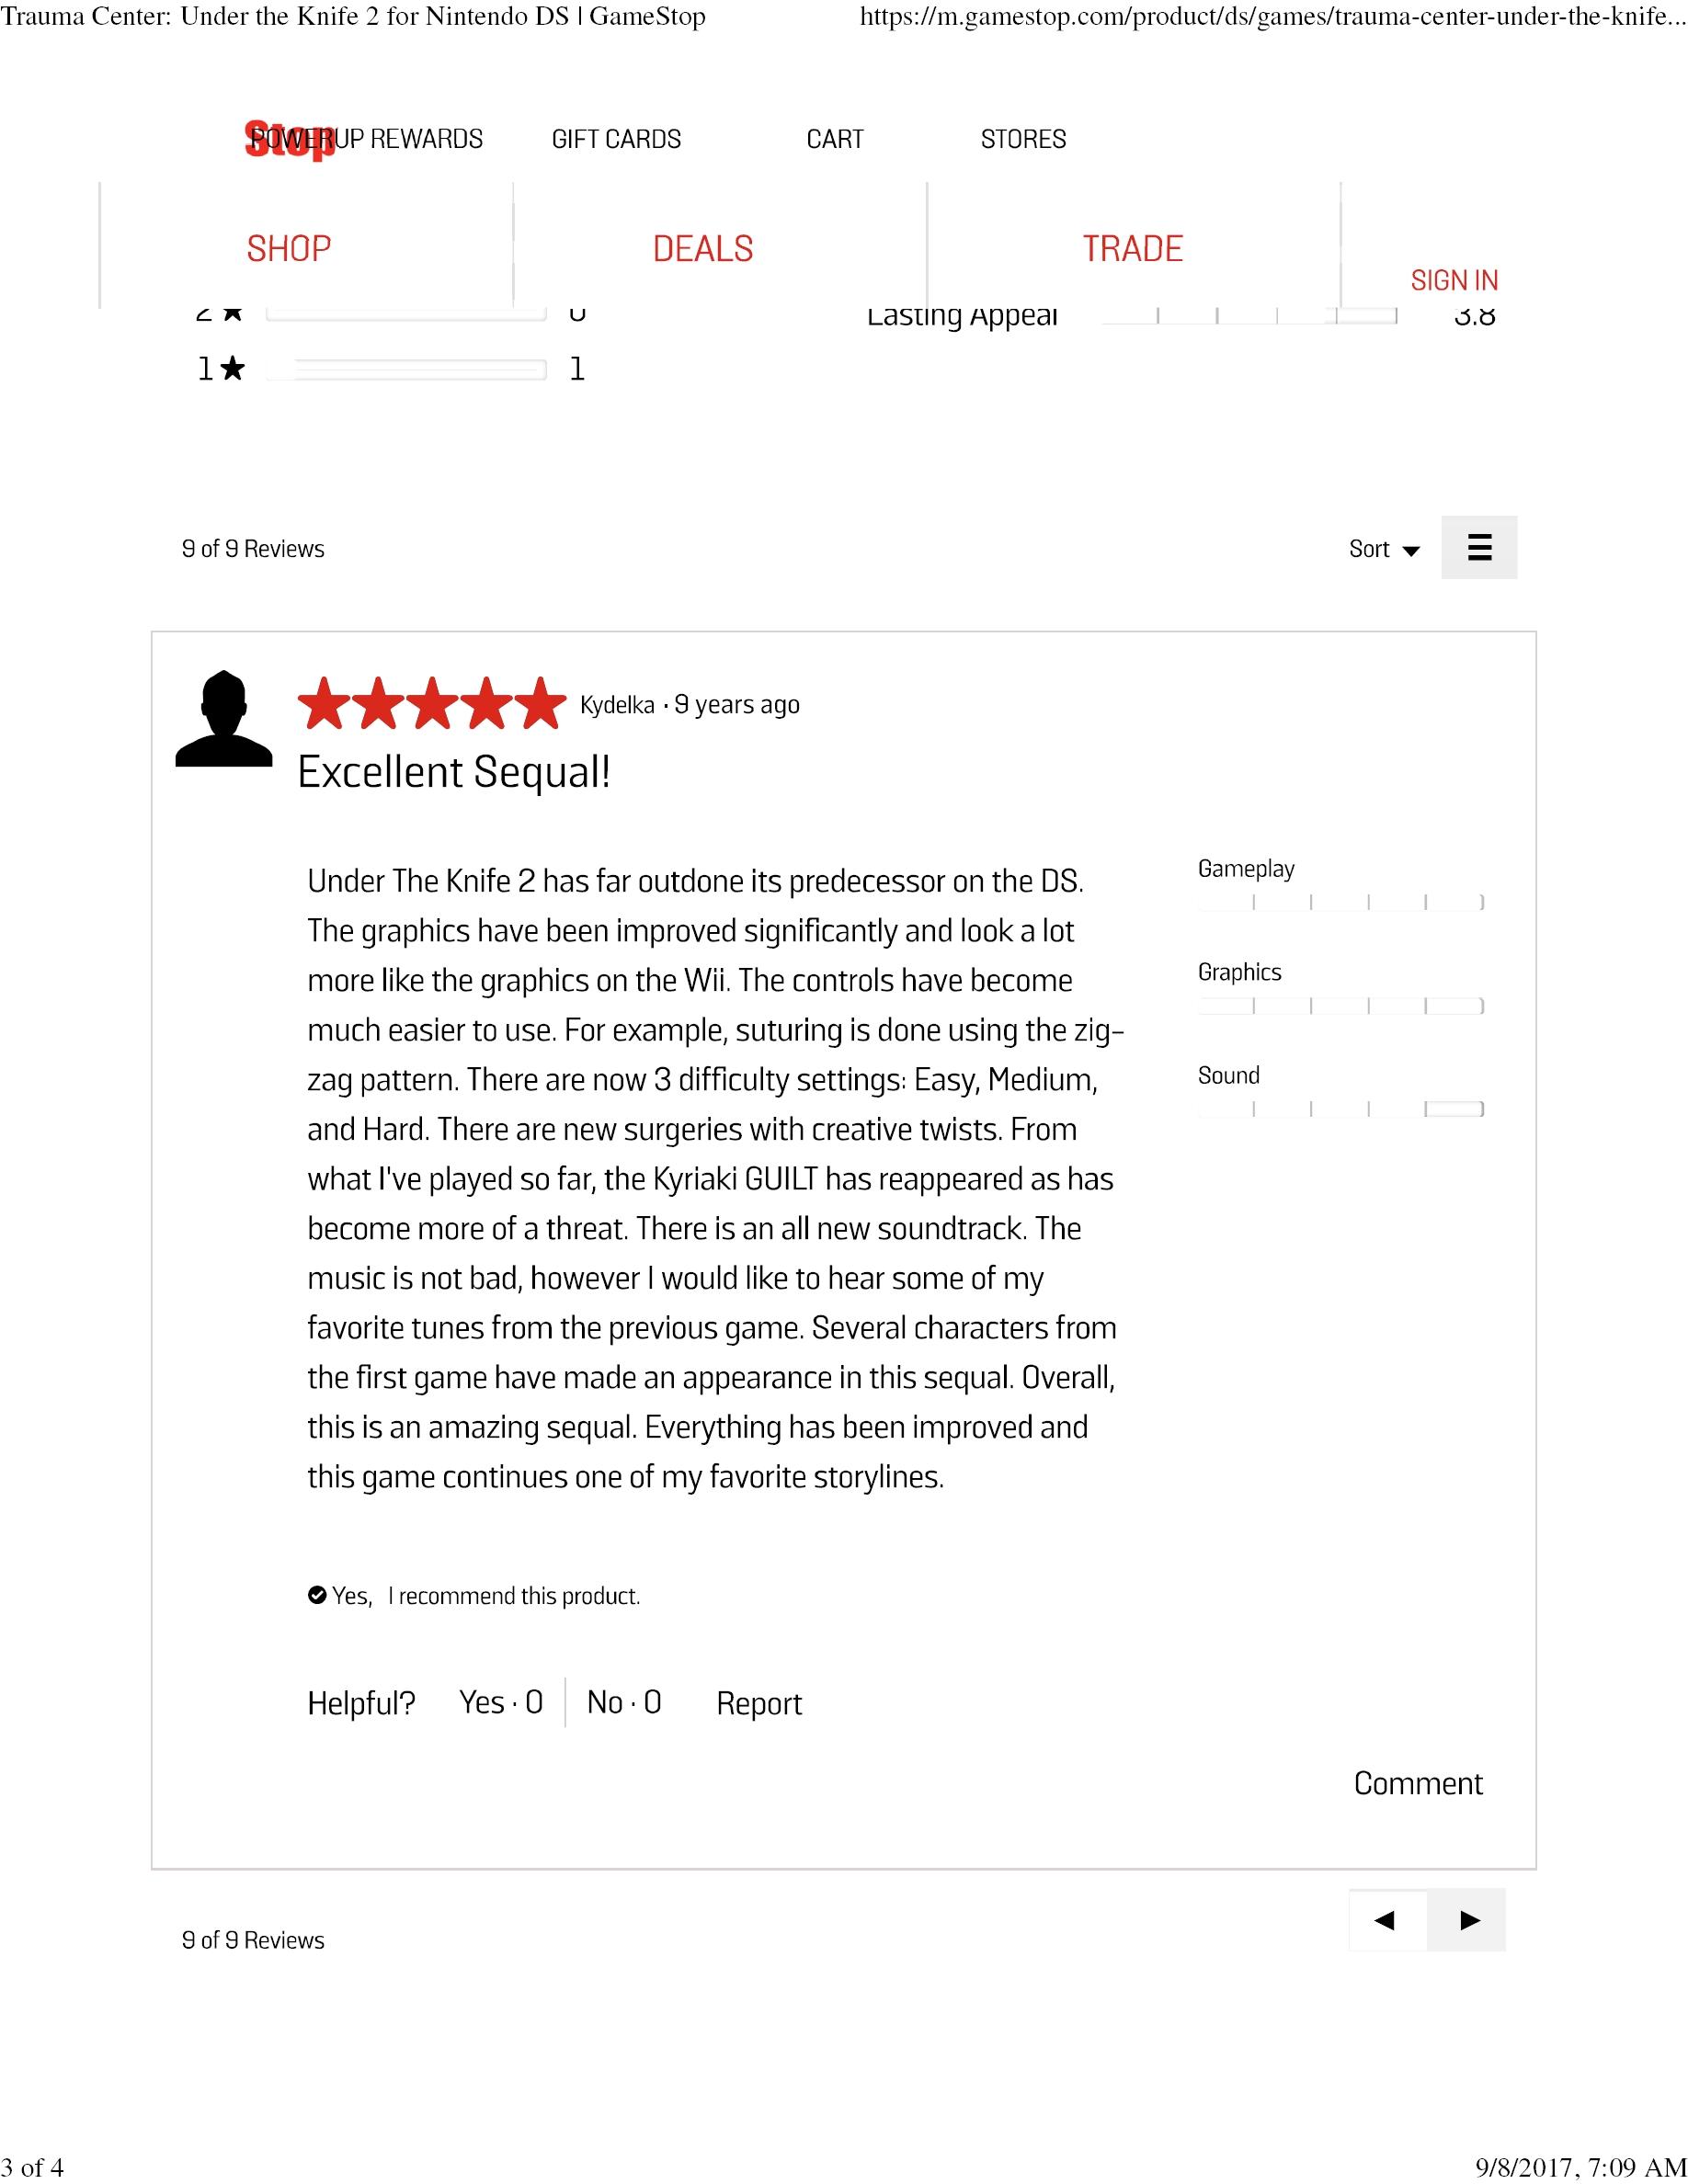 Trauma Center: Under the Knife 2 for Nintendo DS | GameStop
https://m.gamestop.com/product/ds/games/trauma-center-under-the-knife...
Stop
POWERUP REWARDS GIFT CARDS CART STORES
SHOP DEALS TRADE
SIGN IN
2 ★ 0 Lasting Appeal 3.8
1 ★ 1
9 of 9 Reviews Sort
Kydelka · 9 years ago
Excellent Sequal!
Under The Knife 2 has far outdone its predecessor on the DS.
The graphics have been improved significantly and look a lot
more like the graphics on the Wii. The controls have become
much easier to use. For example, suturing is done using the zig-
zag pattern. There are now 3 difficulty settings: Easy, Medium,
and Hard. There are new surgeries with creative twists. From
what I've played so far, the Kyriaki GUILT has reappeared as has
become more of a threat. There is an all new soundtrack. The
music is not bad, however I would like to hear some of my
favorite tunes from the previous game. Several characters from
the first game have made an appearance in this sequal. Overall,
this is an amazing sequal. Everything has been improved and
this game continues one of my favorite storylines.
Gameplay
Graphics
Sound
Yes, I recommend this product.
Helpful? Yes · 0 No · 0 Report
Comment
9 of 9 Reviews
3 of 4
9/8/2017, 7:09 AM